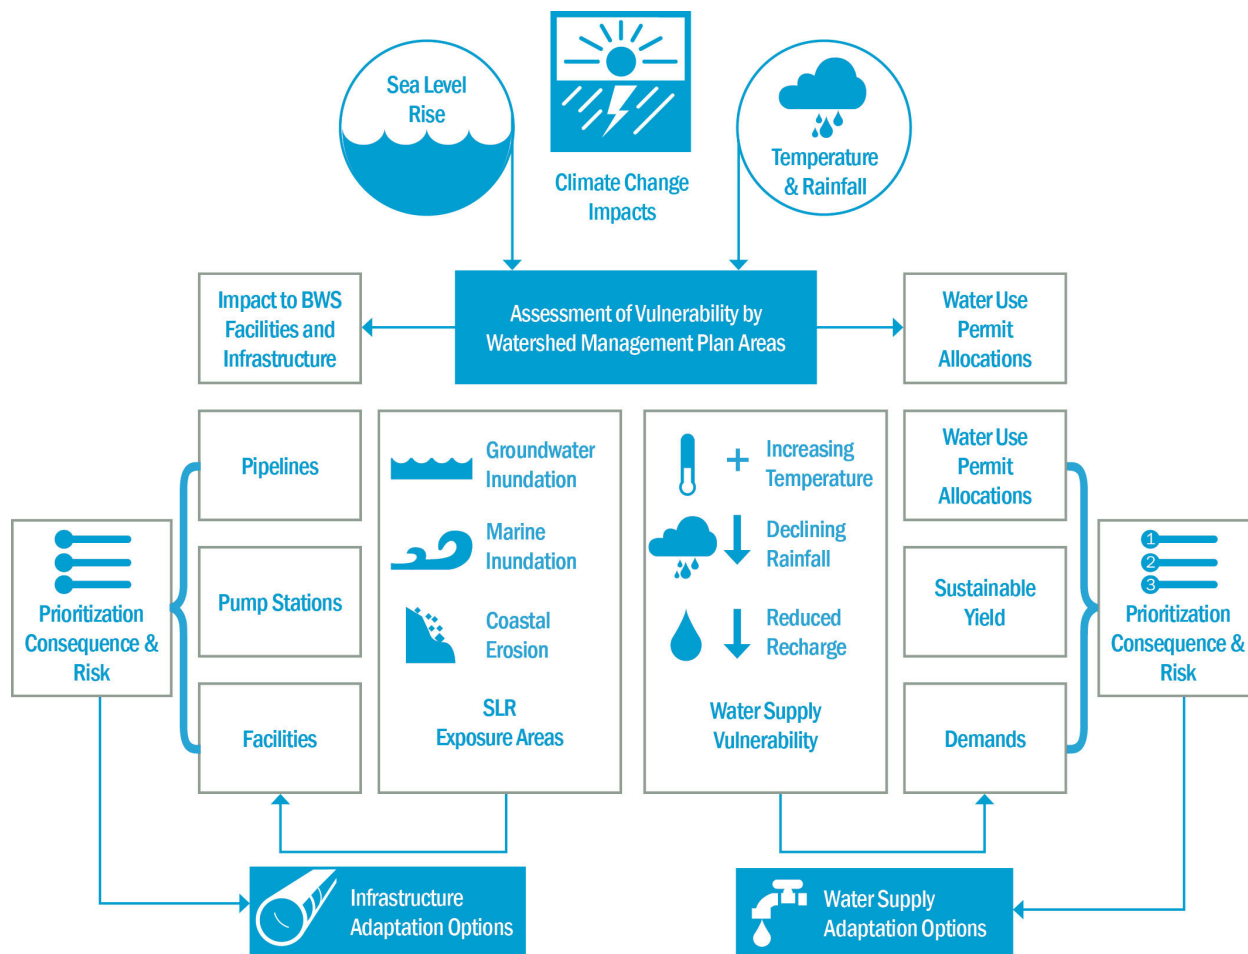 Sea Level
Rise
Climate Change
Impacts
Temperature
& Rainfall
Impact to BWS
Facilities and
Infrastructure
Assessment of Vulnerability by
Watershed Management Plan Areas
Water Use
Permit
Allocations
Pipelines
Pump Stations
Facilities
Prioritization
Consequence &
Risk
Groundwater
Inundation
Marine
Inundation
Coastal
Erosion
SLR
Exposure Areas
+
Increasing
Temperature
Declining
Rainfall
Reduced
Recharge
Water Supply
Vulnerability
Water Use
Permit
Allocations
Sustainable
Yield
Demands
1
2
3
Prioritization
Consequence &
Risk
Infrastructure
Adaptation Options
Water Supply
Adaptation Options